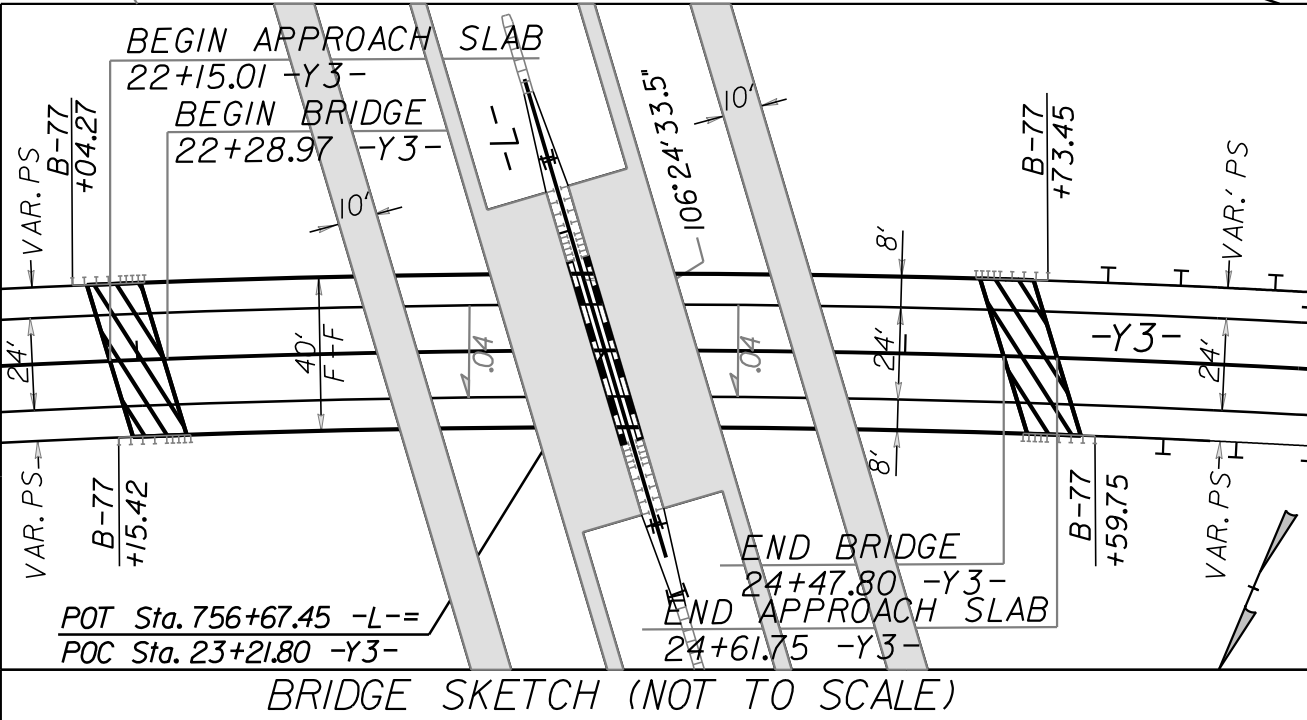 BEGIN APPROACH SLAB
22+15.01 -Y3-
BEGIN BRIDGE
22+28.97 -Y3-
B-77
+04.27
VAR. PS
-L-
106°24'33.5"
10'
10'
B-77
+73.45
VAR.' PS
8'
24'
40'
F-F
.04
.04
24'
-Y3-
24'
8'
VAR. PS
B-77
+15.42
B-77
+59.75
VAR. PS
END BRIDGE
24+47.80 -Y3-
END APPROACH SLAB
24+61.75 -Y3-
POT Sta. 756+67.45 -L-=
POC Sta. 23+21.80 -Y3-
BRIDGE SKETCH (NOT TO SCALE)